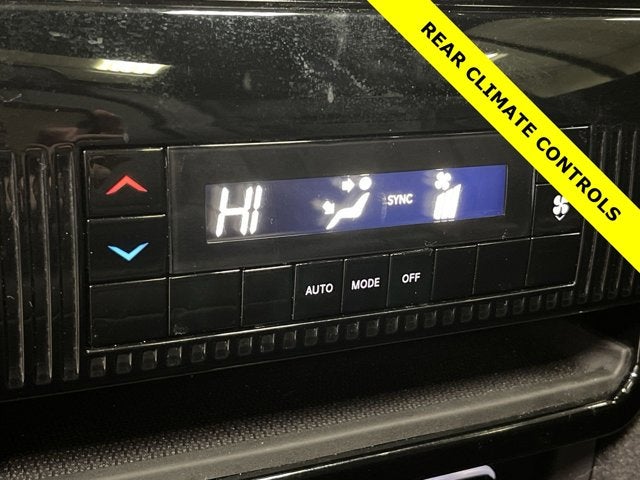 REAR CLIMATE CONTROLS
HI SYNC
AUTO MODE OFF